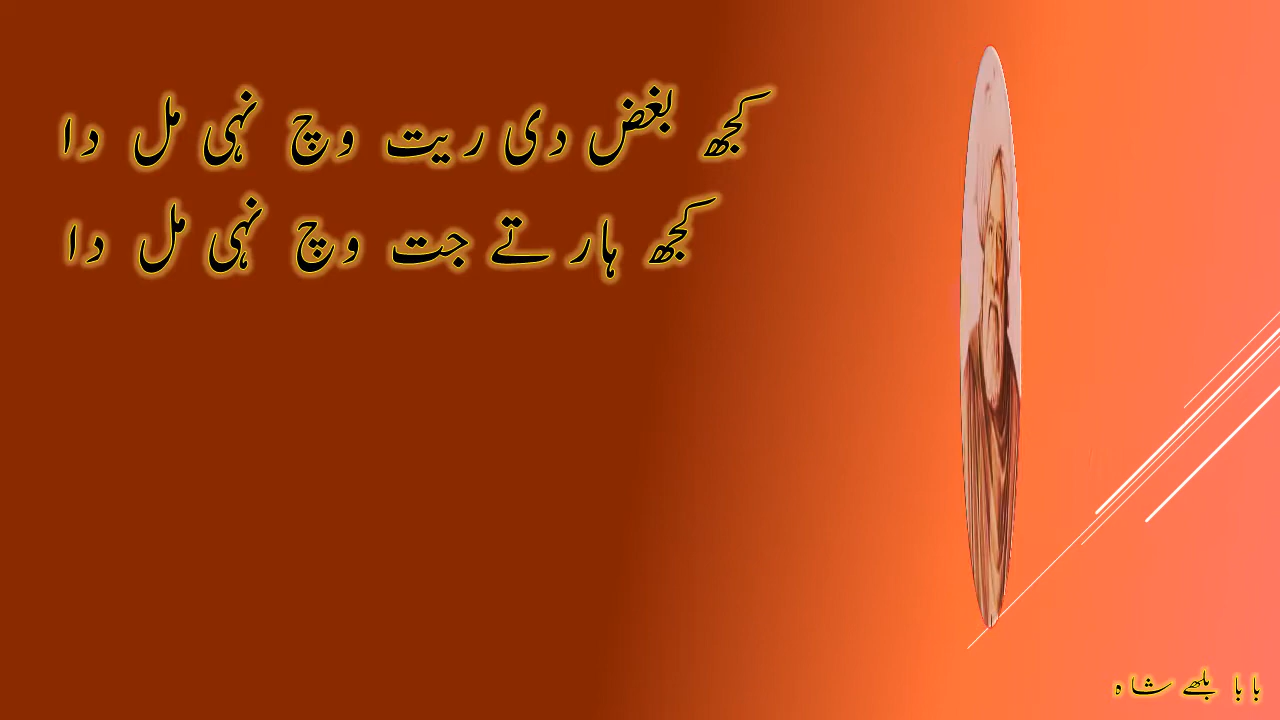 کجھ بغض دی ریت وچ نہی مل دا
کجھ ہار تے جت وچ نہی مل دا
بابا بلھے شاہ